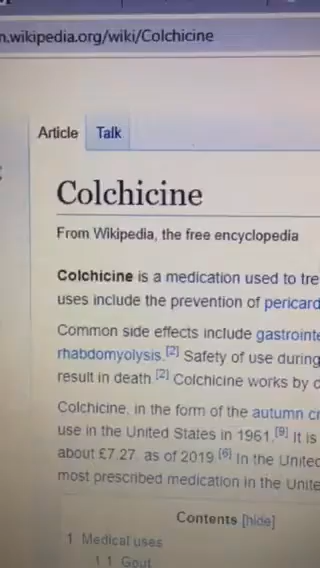 n.wikipedia.org/wiki/Colchicine
Article Talk
Colchicine
From Wikipedia, the free encyclopedia
Colchicine is a medication used to tre
uses include the prevention of pericard
Common side effects include gastrointe
rhabdomyolysis.[2] Safety of use during
result in death.[2] Colchicine works by d
Colchicine, in the form of the autumn cr
use in the United States in 1961.[9] It is
about £7.27. as of 2019.[6] In the United
most prescribed medication in the Unite
Contents [hide]
1 Medical uses
1.1 Gout